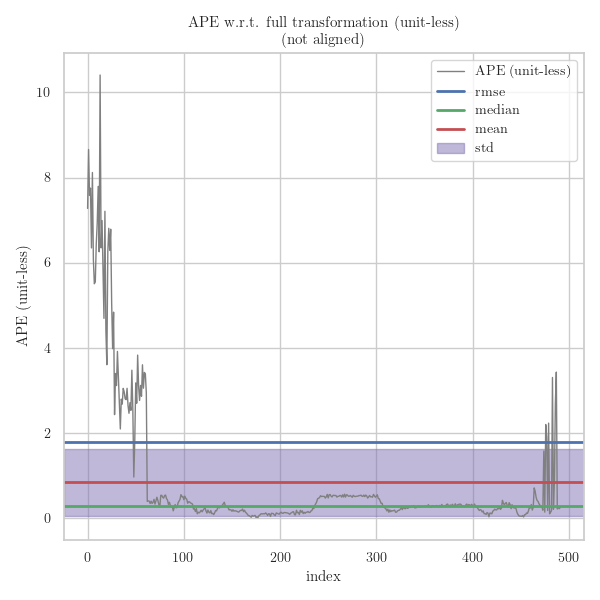 APE w.r.t. full transformation (unit-less)
(not aligned)
APE (unit-less)
rmse
median
mean
std
APE (unit-less)
10
8
6
4
2
0
0
100
200
300
400
500
index